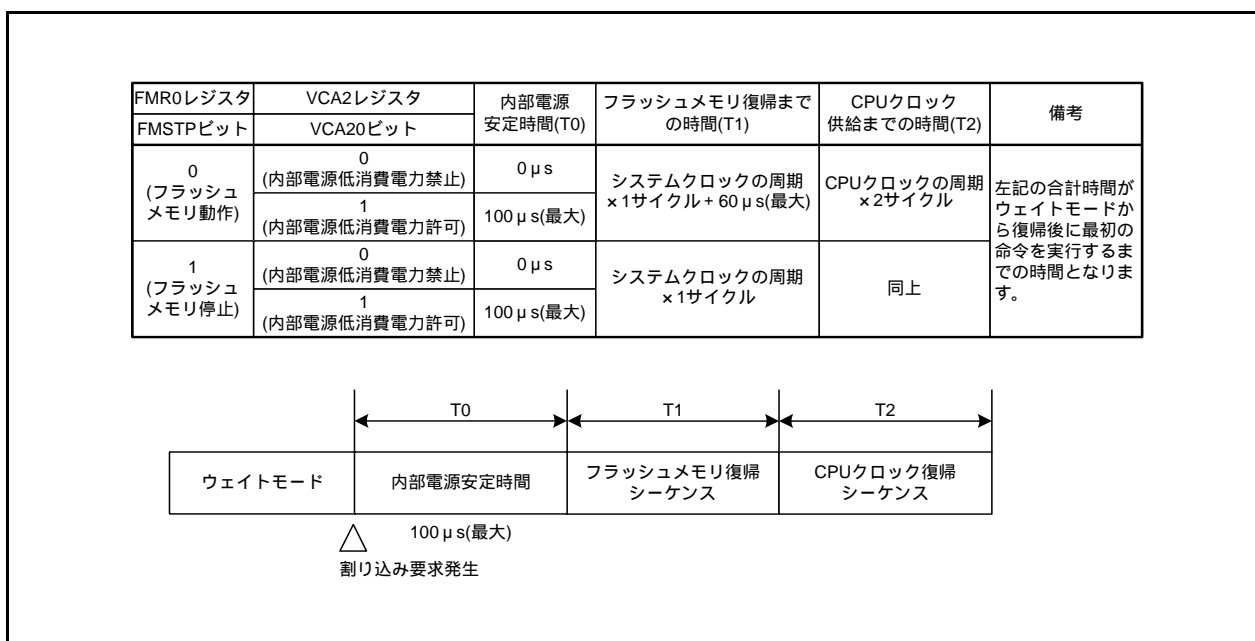 FMR0レジスタ
FMSTPビット
VCA2レジスタ
VCA20ビット
内部電源
安定時間(T0)
フラッシュメモリ復帰まで
の時間(T1)
CPUクロック
供給までの時間(T2)
備考
0
(フラッシュ
メモリ動作)
0
(内部電源低消費電力禁止)
0μs
1
(内部電源低消費電力許可)
100μs(最大)
システムクロックの周期
×1サイクル+60μs(最大)
CPUクロックの周期
×2サイクル
左記の合計時間が
ウェイトモードか
ら復帰後に最初の
命令を実行するま
での時間となりま
す。
1
(フラッシュ
メモリ停止)
0
(内部電源低消費電力禁止)
0μs
1
(内部電源低消費電力許可)
100μs(最大)
システムクロックの周期
×1サイクル
同上
T0
T1
T2
ウェイトモード
内部電源安定時間
フラッシュメモリ復帰
シーケンス
CPUクロック復帰
シーケンス
100μs(最大)
割り込み要求発生